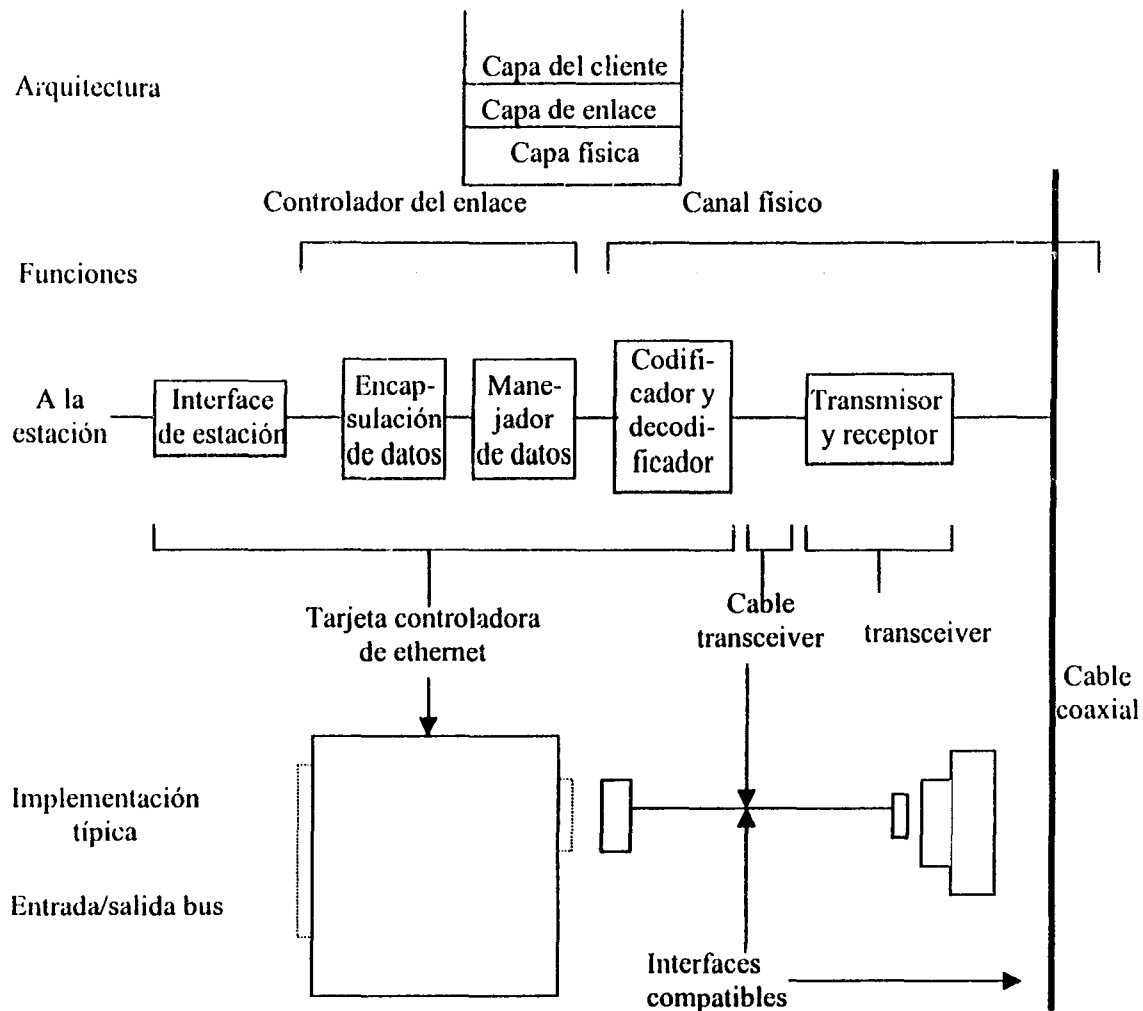 Capa del cliente
Arquitectura
Capa de enlace
Capa física
Controlador del enlace
Canal físico
Funciones
A la
estación
Interface
de estación
Encap-
sulación
de datos
Mane-
jador
de datos
Codifi-
cador y
decodi-
ficador
Transmisor
y receptor
Tarjeta controladora
de ethernet
Cable
transceiver
transceiver
Cable
coaxial
Implementación
típica
Entrada/salida bus
Interfaces
compatibles